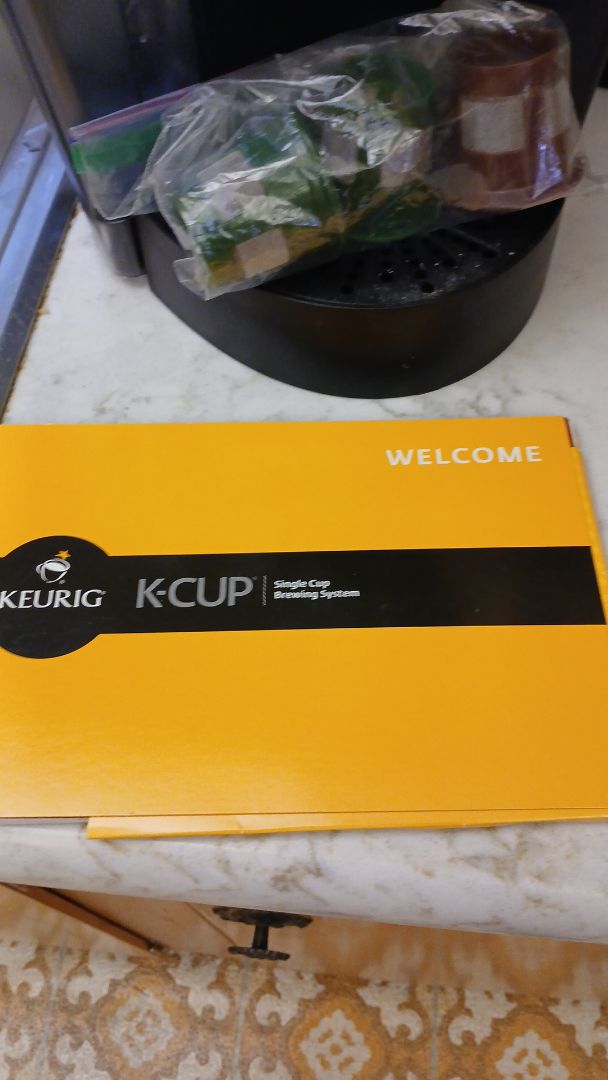 WELCOME
KEURIG®
K-CUP®
Single Cup
Brewing System